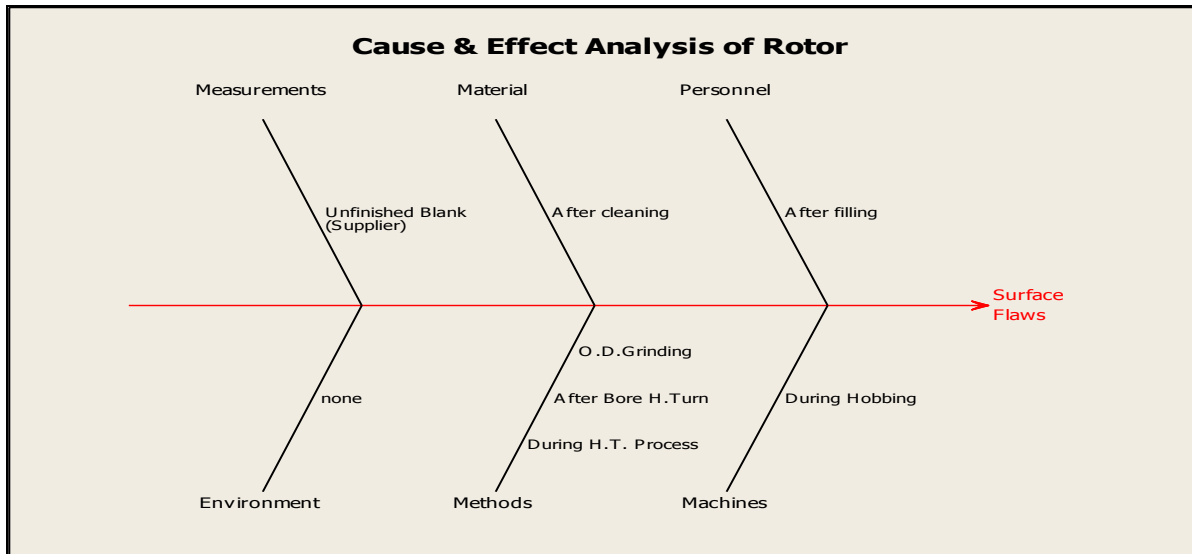 Cause & Effect Analysis of Rotor
Measurements
Material
Personnel
Unfinished Blank
(Supplier)
After cleaning
After filling
Surface
Flaws
O.D.Grinding
none
After Bore H.Turn
During Hobbing
During H.T. Process
Environment
Methods
Machines